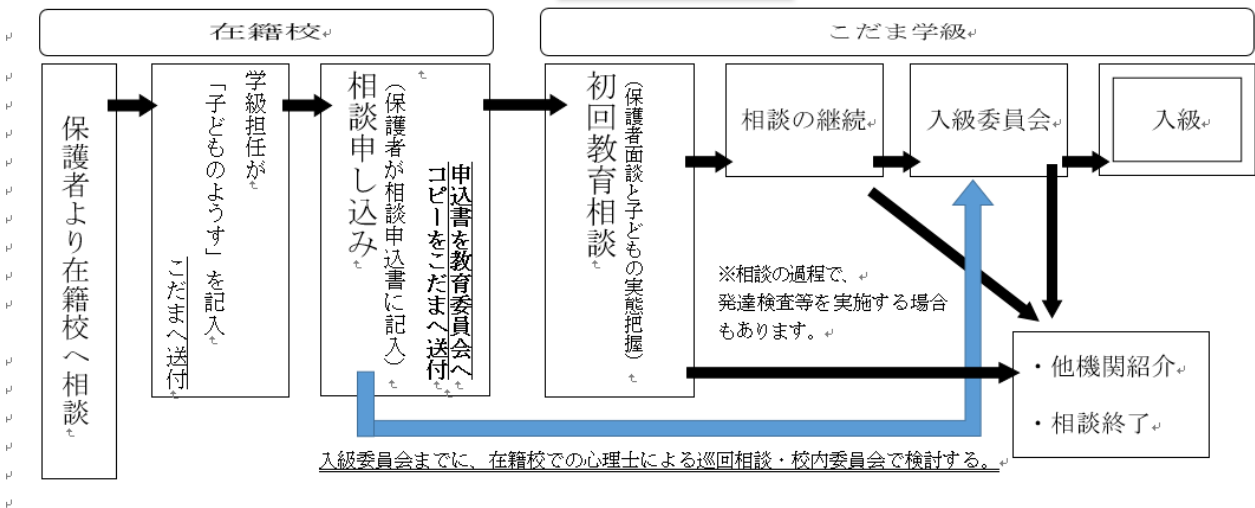 在籍校
こだま学級
保護者より在籍校へ相談
学級担任が
「子どものようす」を記入
こだまへ送付
相談申し込み
（保護者が相談申込書に記入）
申込書を教育委員会へ
コピーをこだまへ送付
初回教育相談
（保護者面談と子どもの実態把握）
相談の継続
入級委員会
入級
※相談の過程で、
発達検査等を実施する場合
もあります。
・他機関紹介
・相談終了
入級委員会までに、在籍校での心理士による巡回相談・校内委員会で検討する。